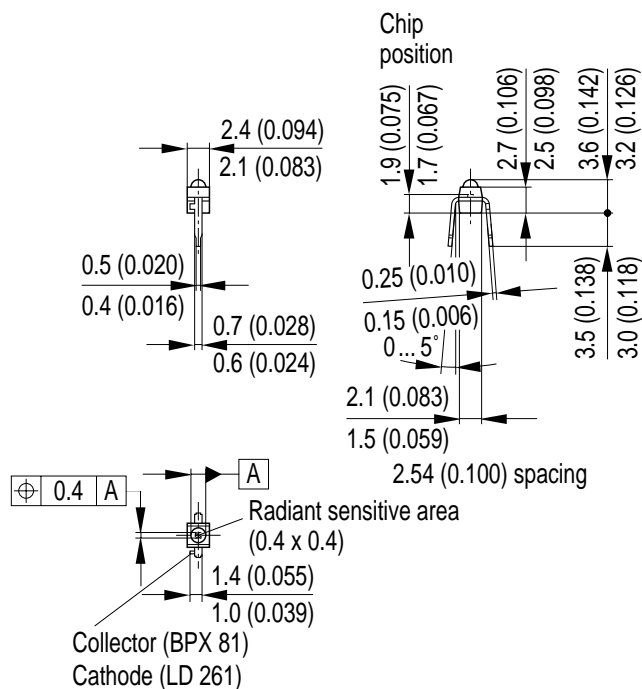 Chip
position
2.4 (0.094)
2.1 (0.083)
1.9 (0.075)
1.7 (0.067)
2.7 (0.106)
2.5 (0.098)
3.6 (0.142)
3.2 (0.126)
0.5 (0.020)
0.4 (0.016)
0.7 (0.028)
0.6 (0.024)
0.25 (0.010)
0.15 (0.006)
0 ... 5°
3.5 (0.138)
3.0 (0.118)
2.1 (0.083)
1.5 (0.059)
2.54 (0.100) spacing
A
0.4 A
Radiant sensitive area
(0.4 x 0.4)
1.4 (0.055)
1.0 (0.039)
Collector (BPX 81)
Cathode (LD 261)